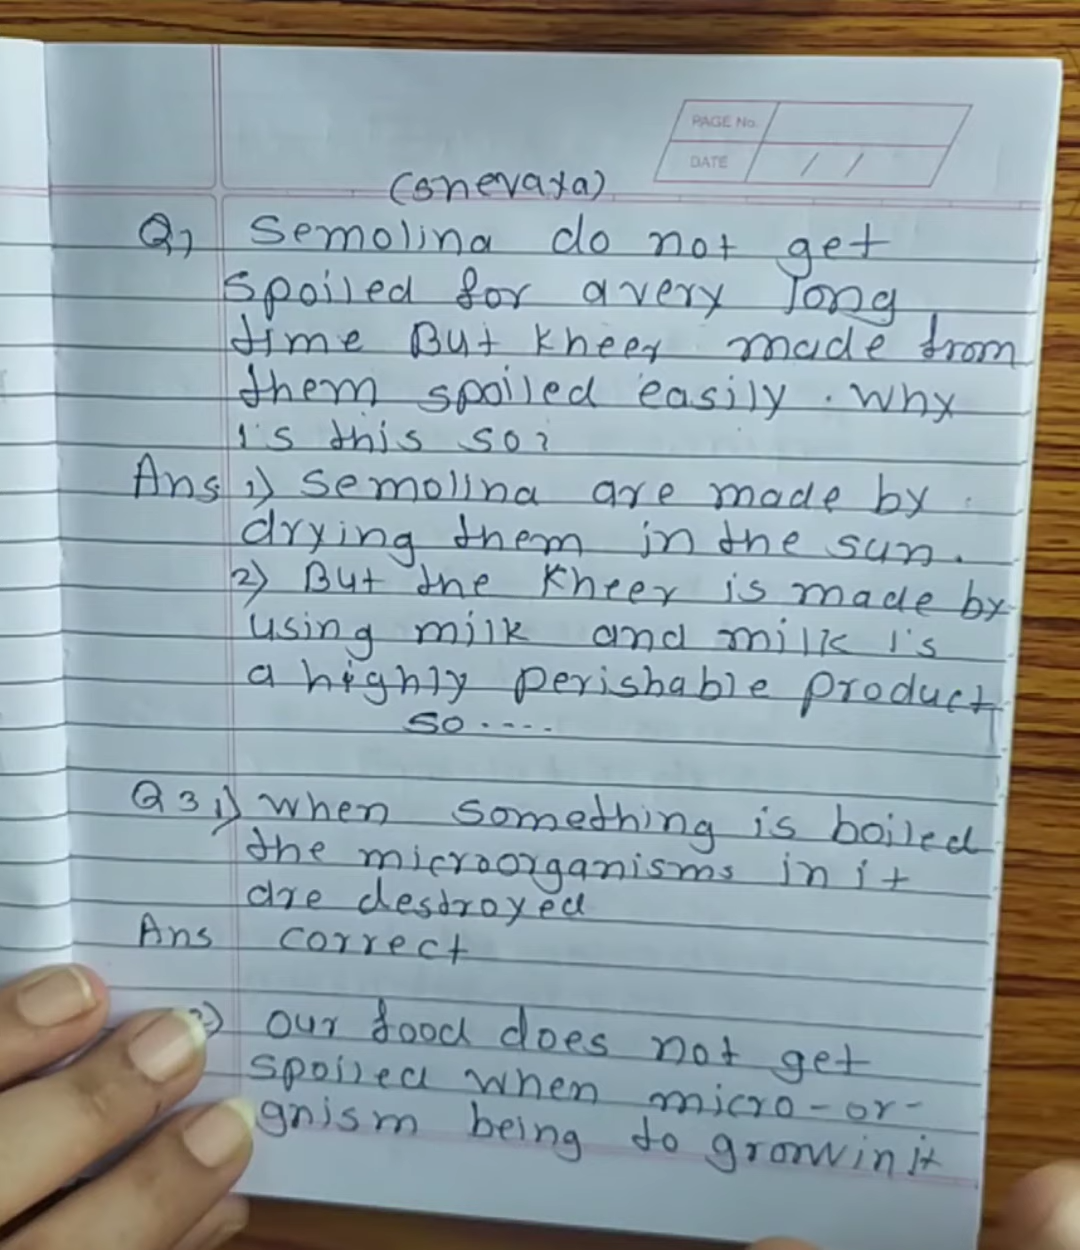 PAGE No.
DATE / /
(shevaya)
Q1 Semolina do not get
spoiled for a very long
time But kheer made from
them spoiled easily. Why
is this so?
Ans 1) Semolina are made by
drying them in the sun.
2) But the Kheer is made by
using milk and milk is
a highly perishable product
so ....
Q3 1) When something is boiled
the microorganisms in it
are destroyed
Ans correct
2) Our food does not get
spoiled when micro-or-
gnism being to grow in it